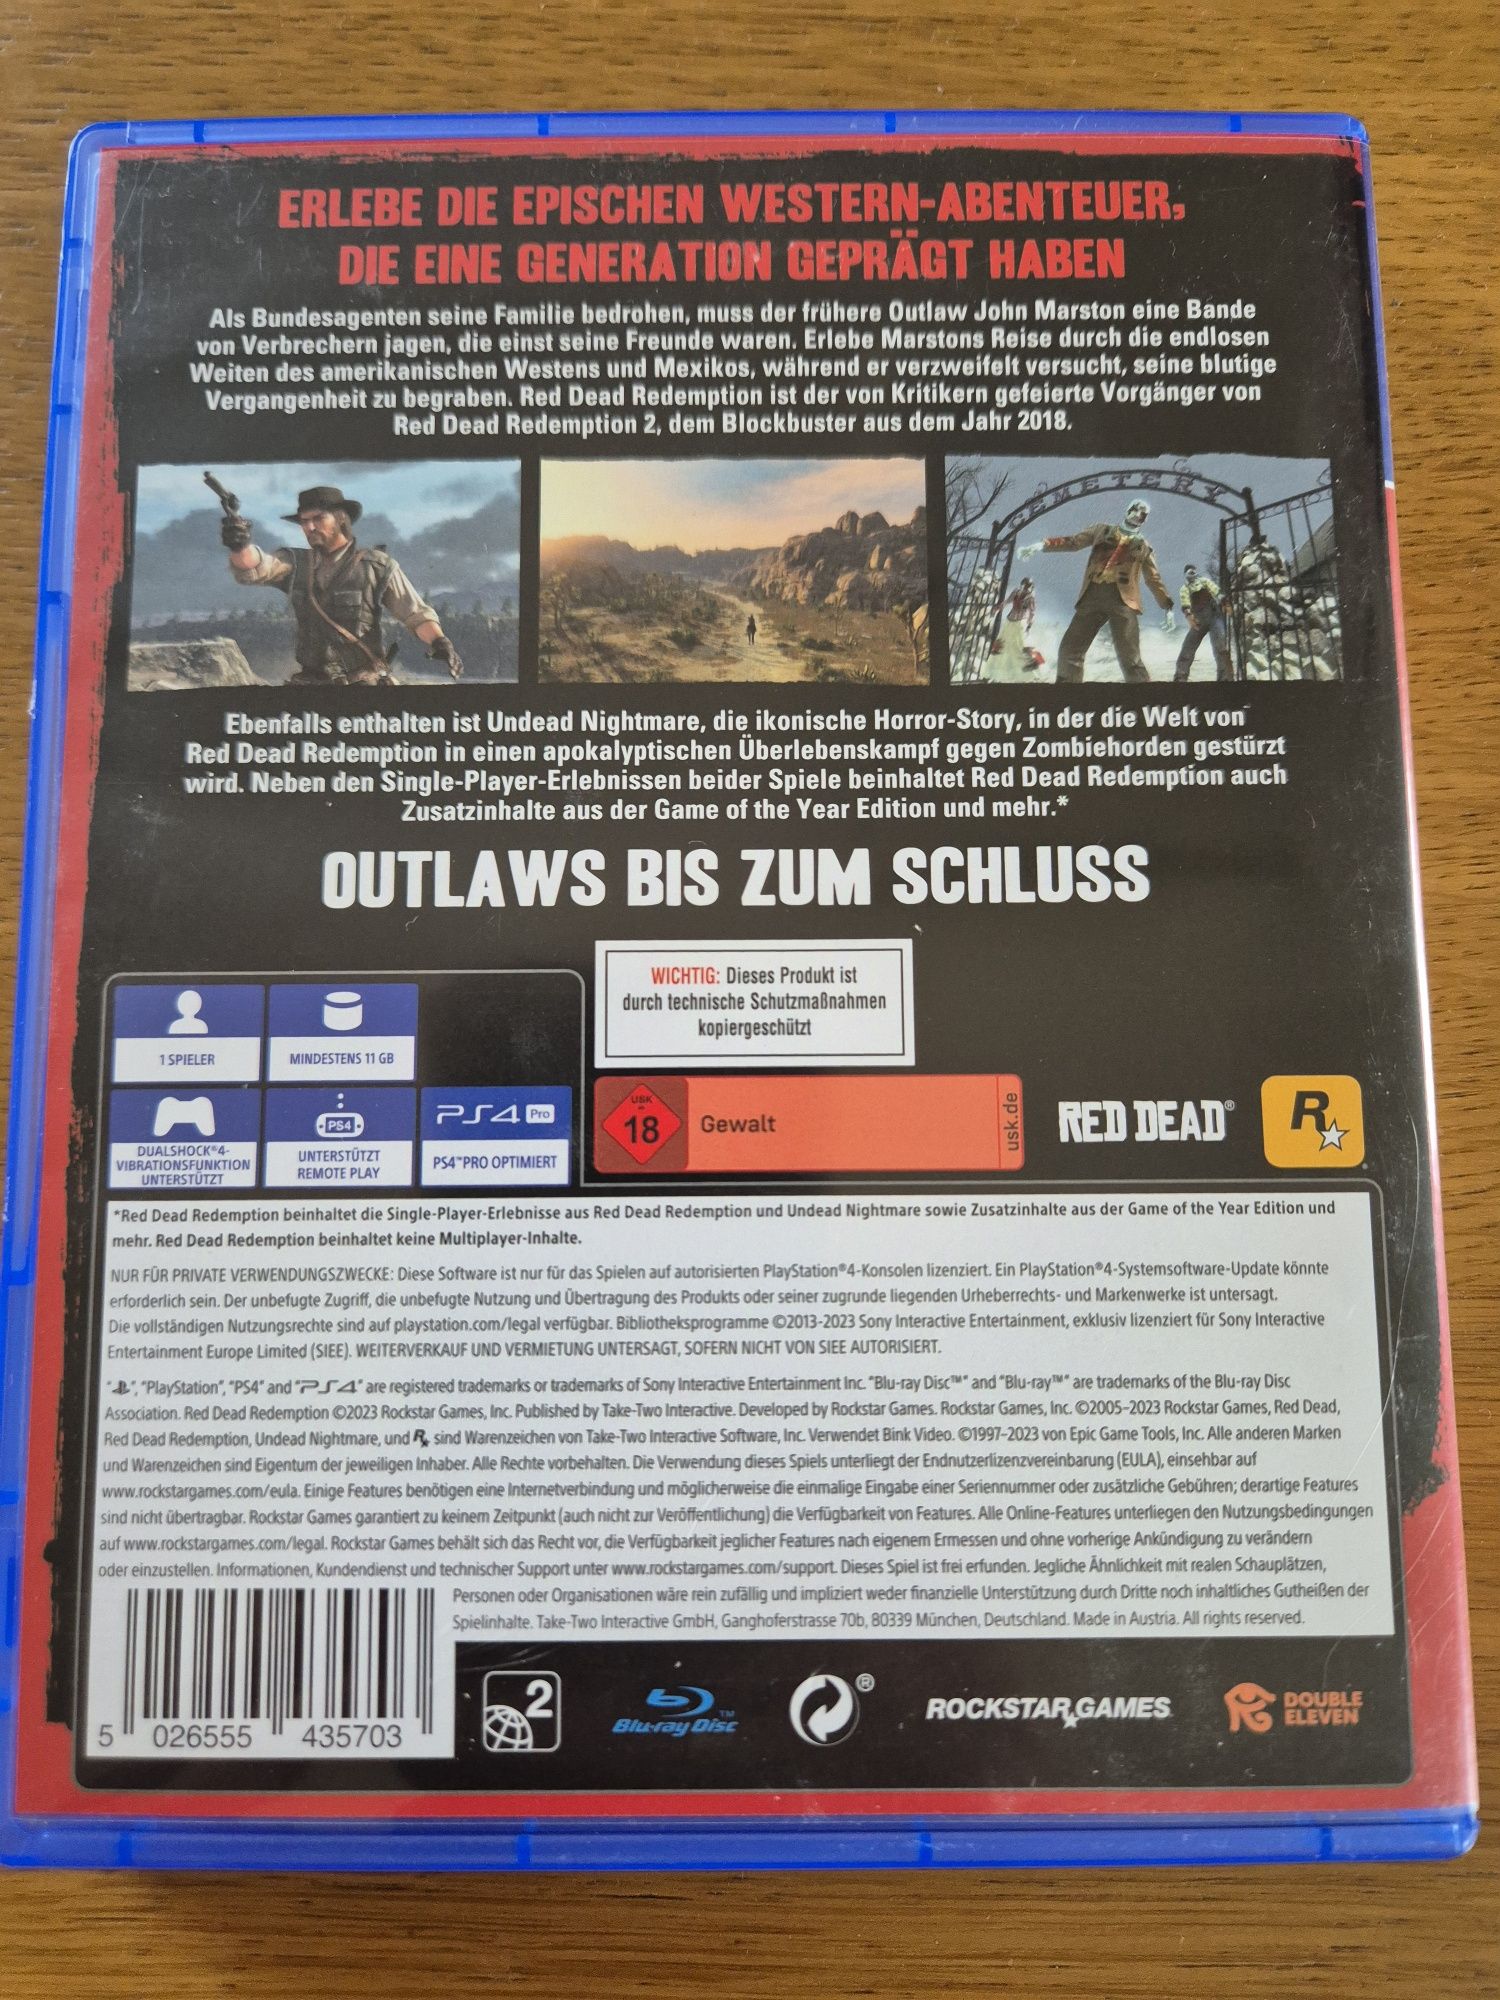 ERLEBE DIE EPISCHEN WESTERN-ABENTEUER,
DIE EINE GENERATION GEPRÄGT HABEN
Als Bundesagenten seine Familie bedrohen, muss der frühere Outlaw John Marston eine Bande
von Verbrechern jagen, die einst seine Freunde waren. Erlebe Marstons Reise durch die endlosen
Weiten des amerikanischen Westens und Mexikos, während er verzweifelt versucht, seine blutige
Vergangenheit zu begraben. Red Dead Redemption ist der von Kritikern gefeierte Vorgänger von
Red Dead Redemption 2, dem Blockbuster aus dem Jahr 2018.
CEMETERY
Ebenfalls enthalten ist Undead Nightmare, die ikonische Horror-Story, in der die Welt von
Red Dead Redemption in einen apokalyptischen Überlebenskampf gegen Zombiehorden gestürzt
wird. Neben den Single-Player-Erlebnissen beider Spiele beinhaltet Red Dead Redemption auch
Zusatzinhalte aus der Game of the Year Edition und mehr.*
OUTLAWS BIS ZUM SCHLUSS
WICHTIG: Dieses Produkt ist
durch technische Schutzmaßnahmen
kopiergeschützt
1 SPIELER
MINDESTENS 11 GB
DUALSHOCK®4-
VIBRATIONSFUNKTION
UNTERSTÜTZT
PS4
UNTERSTÜTZT
REMOTE PLAY
PS4 Pro
PS4™PRO OPTIMIERT
USK
ab
18
Gewalt
usk.de
RED DEAD®
R
*Red Dead Redemption beinhaltet die Single-Player-Erlebnisse aus Red Dead Redemption und Undead Nightmare sowie Zusatzinhalte aus der Game of the Year Edition und
mehr. Red Dead Redemption beinhaltet keine Multiplayer-Inhalte.
NUR FÜR PRIVATE VERWENDUNGSZWECKE: Diese Software ist nur für das Spielen auf autorisierten PlayStation®4-Konsolen lizenziert. Ein PlayStation®4-Systemsoftware-Update könnte
erforderlich sein. Der unbefugte Zugriff, die unbefugte Nutzung und Übertragung des Produkts oder seiner zugrunde liegenden Urheberrechts- und Markenwerke ist untersagt.
Die vollständigen Nutzungsrechte sind auf playstation.com/legal verfügbar. Bibliotheksprogramme ©2013-2023 Sony Interactive Entertainment, exklusiv lizenziert für Sony Interactive
Entertainment Europe Limited (SIEE). WEITERVERKAUF UND VERMIETUNG UNTERSAGT, SOFERN NICHT VON SIEE AUTORISIERT.
"", "PlayStation", "PS4" and "PS4" are registered trademarks or trademarks of Sony Interactive Entertainment Inc. "Blu-ray Disc™" and "Blu-ray™" are trademarks of the Blu-ray Disc
Association. Red Dead Redemption ©2023 Rockstar Games, Inc. Published by Take-Two Interactive. Developed by Rockstar Games. Rockstar Games, Inc. ©2005–2023 Rockstar Games, Red Dead,
Red Dead Redemption, Undead Nightmare, und R sind Warenzeichen von Take-Two Interactive Software, Inc. Verwendet Bink Video. ©1997–2023 von Epic Game Tools, Inc. Alle anderen Marken
und Warenzeichen sind Eigentum der jeweiligen Inhaber. Alle Rechte vorbehalten. Die Verwendung dieses Spiels unterliegt der Endnutzerlizenzvereinbarung (EULA), einsehbar auf
www.rockstargames.com/eula. Einige Features benötigen eine Internetverbindung und möglicherweise die einmalige Eingabe einer Seriennummer oder zusätzliche Gebühren; derartige Features
sind nicht übertragbar. Rockstar Games garantiert zu keinem Zeitpunkt (auch nicht zur Veröffentlichung) die Verfügbarkeit von Features. Alle Online-Features unterliegen den Nutzungsbedingungen
auf www.rockstargames.com/legal. Rockstar Games behält sich das Recht vor, die Verfügbarkeit jeglicher Features nach eigenem Ermessen und ohne vorherige Ankündigung zu verändern
oder einzustellen. Informationen, Kundendienst und technischer Support unter www.rockstargames.com/support. Dieses Spiel ist frei erfunden. Jegliche Ähnlichkeit mit realen Schauplätzen,
Personen oder Organisationen wäre rein zufällig und impliziert weder finanzielle Unterstützung durch Dritte noch inhaltliches Gutheißen der
Spielinhalte. Take-Two Interactive GmbH, Ganghoferstrasse 70b, 80339 München, Deutschland. Made in Austria. All rights reserved.
5 026555 435703
2
Blu-ray Disc™
®
ROCKSTAR GAMES
DOUBLE
ELEVEN